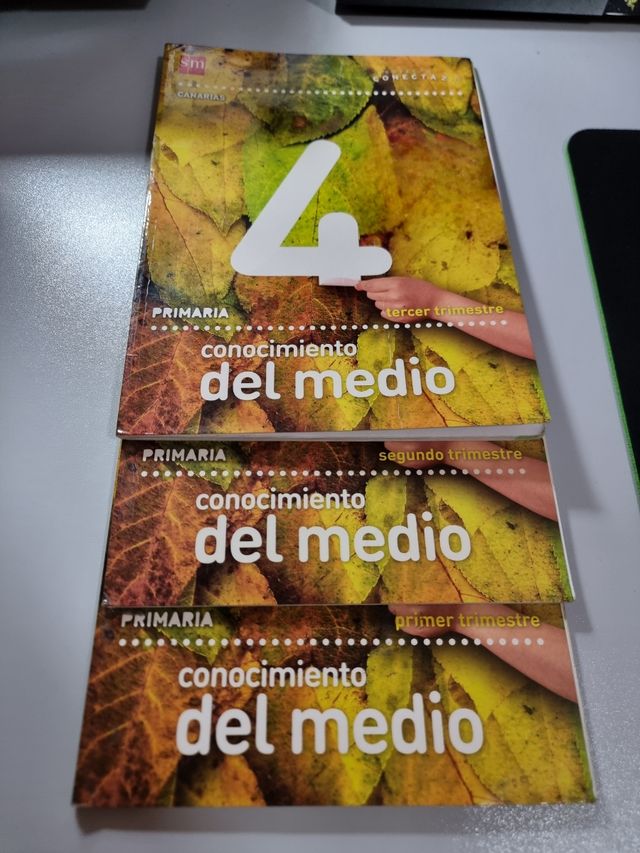 sm
CONECTA 2.0
CANARIAS
4
PRIMARIA
tercer trimestre
conocimiento
del medio
PRIMARIA
segundo trimestre
conocimiento
del medio
PRIMARIA
primer trimestre
conocimiento
del medio